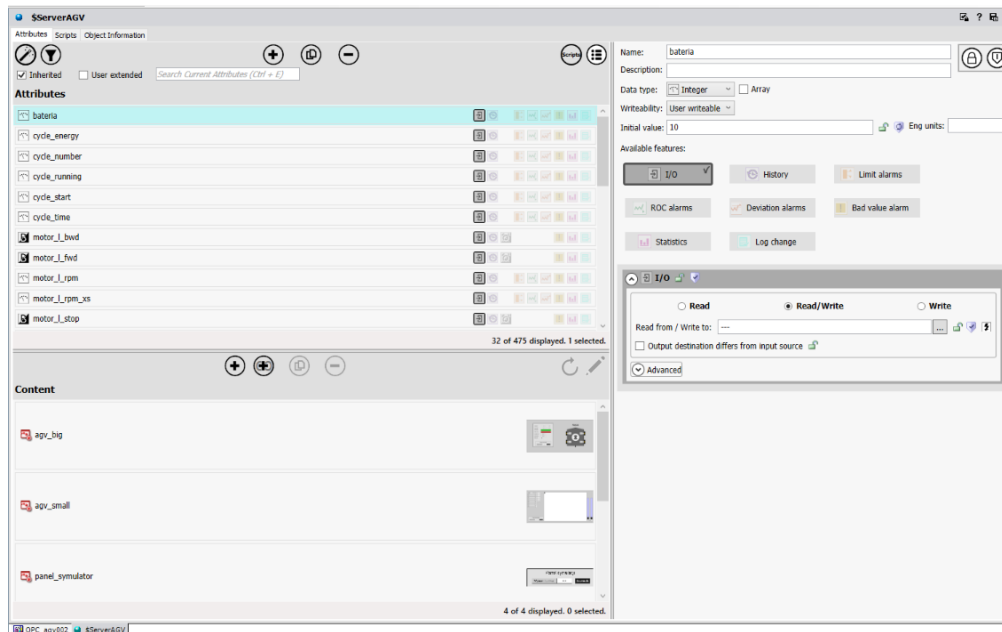 $ServerAGV
Attributes Scripts Object Information
Scripts
Inherited User extended Search Current Attributes (Ctrl + E)
Attributes
bateria
cycle_energy
cycle_number
cycle_running
cycle_start
cycle_time
motor_l_bwd
motor_l_fwd
motor_l_rpm
motor_l_rpm_xs
motor_l_stop
32 of 475 displayed. 1 selected.
Content
agv_big
agv_small
panel_symulator
4 of 4 displayed. 0 selected.
Name: bateria
Description:
Data type: Integer Array
Writeability: User writeable
Initial value: 10 Eng units:
Available features:
I/O History Limit alarms
ROC alarms Deviation alarms Bad value alarm
Statistics Log change
I/O
Read Read/Write Write
Read from / Write to: --- ...
Output destination differs from input source
Advanced
OPC_agv802 $ServerAGV